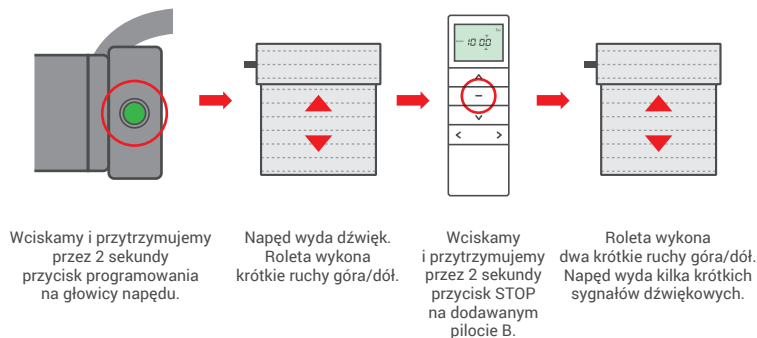 Wciskamy i przytrzymujemy
przez 2 sekundy
przycisk programowania
na głowicy napędu.
Napęd wyda dźwięk.
Roleta wykona
krótkie ruchy góra/dół.
Wciskamy
i przytrzymujemy
przez 2 sekundy
przycisk STOP
na dodawanym
pilocie B.
Roleta wykona
dwa krótkie ruchy góra/dół.
Napęd wyda kilka krótkich
sygnałów dźwiękowych.